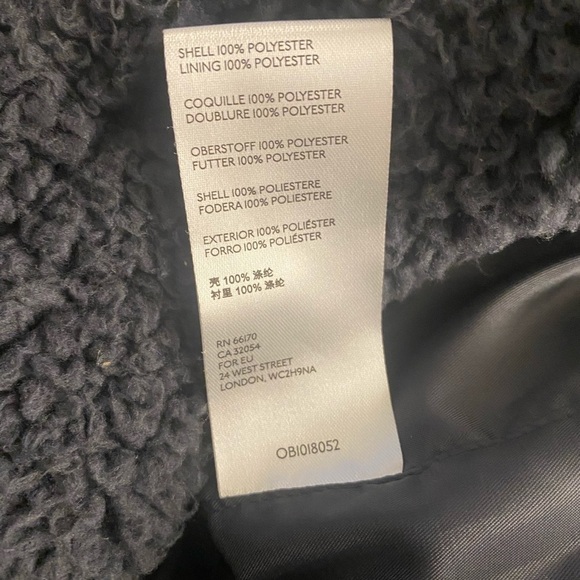 SHELL 100% POLYESTER
LINING 100% POLYESTER
COQUILLE 100% POLYESTER
DOUBLURE 100% POLYESTER
OBERSTOFF 100% POLYESTER
FUTTER 100% POLYESTER
SHELL 100% POLIESTERE
FODERA 100% POLIESTERE
EXTERIOR 100% POLIÉSTER
FORRO 100% POLIÉSTER
壳 100% 涤纶
衬里 100% 涤纶
RN 66170
CA 32054
FOR EU
24 WEST STREET
LONDON, WC2H9NA
OB1018052